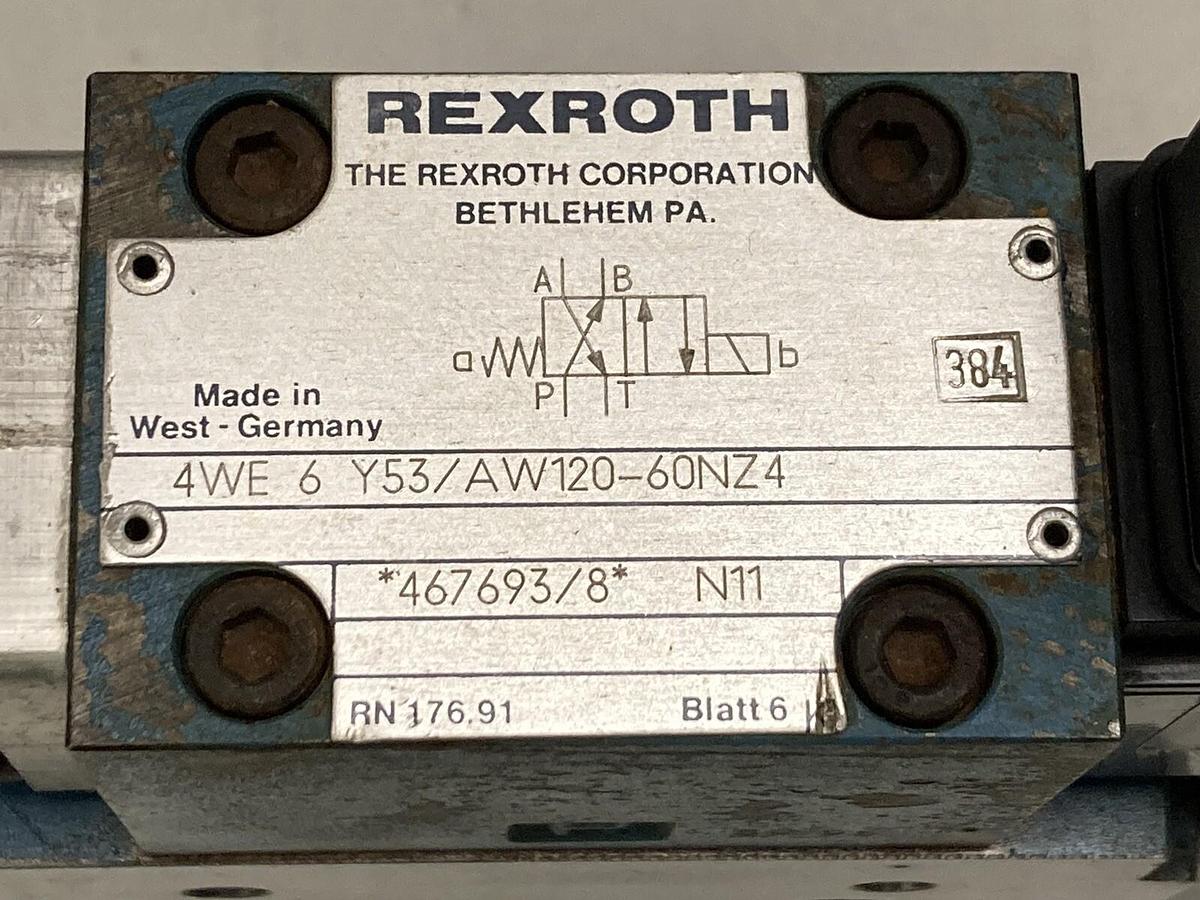 REXROTH
THE REXROTH CORPORATION
BETHLEHEM PA.
A B
a b
P T
384
Made in
West - Germany
4WE 6 Y53/AW120-60NZ4
*467693/8* N11
RN 176.91 Blatt 6